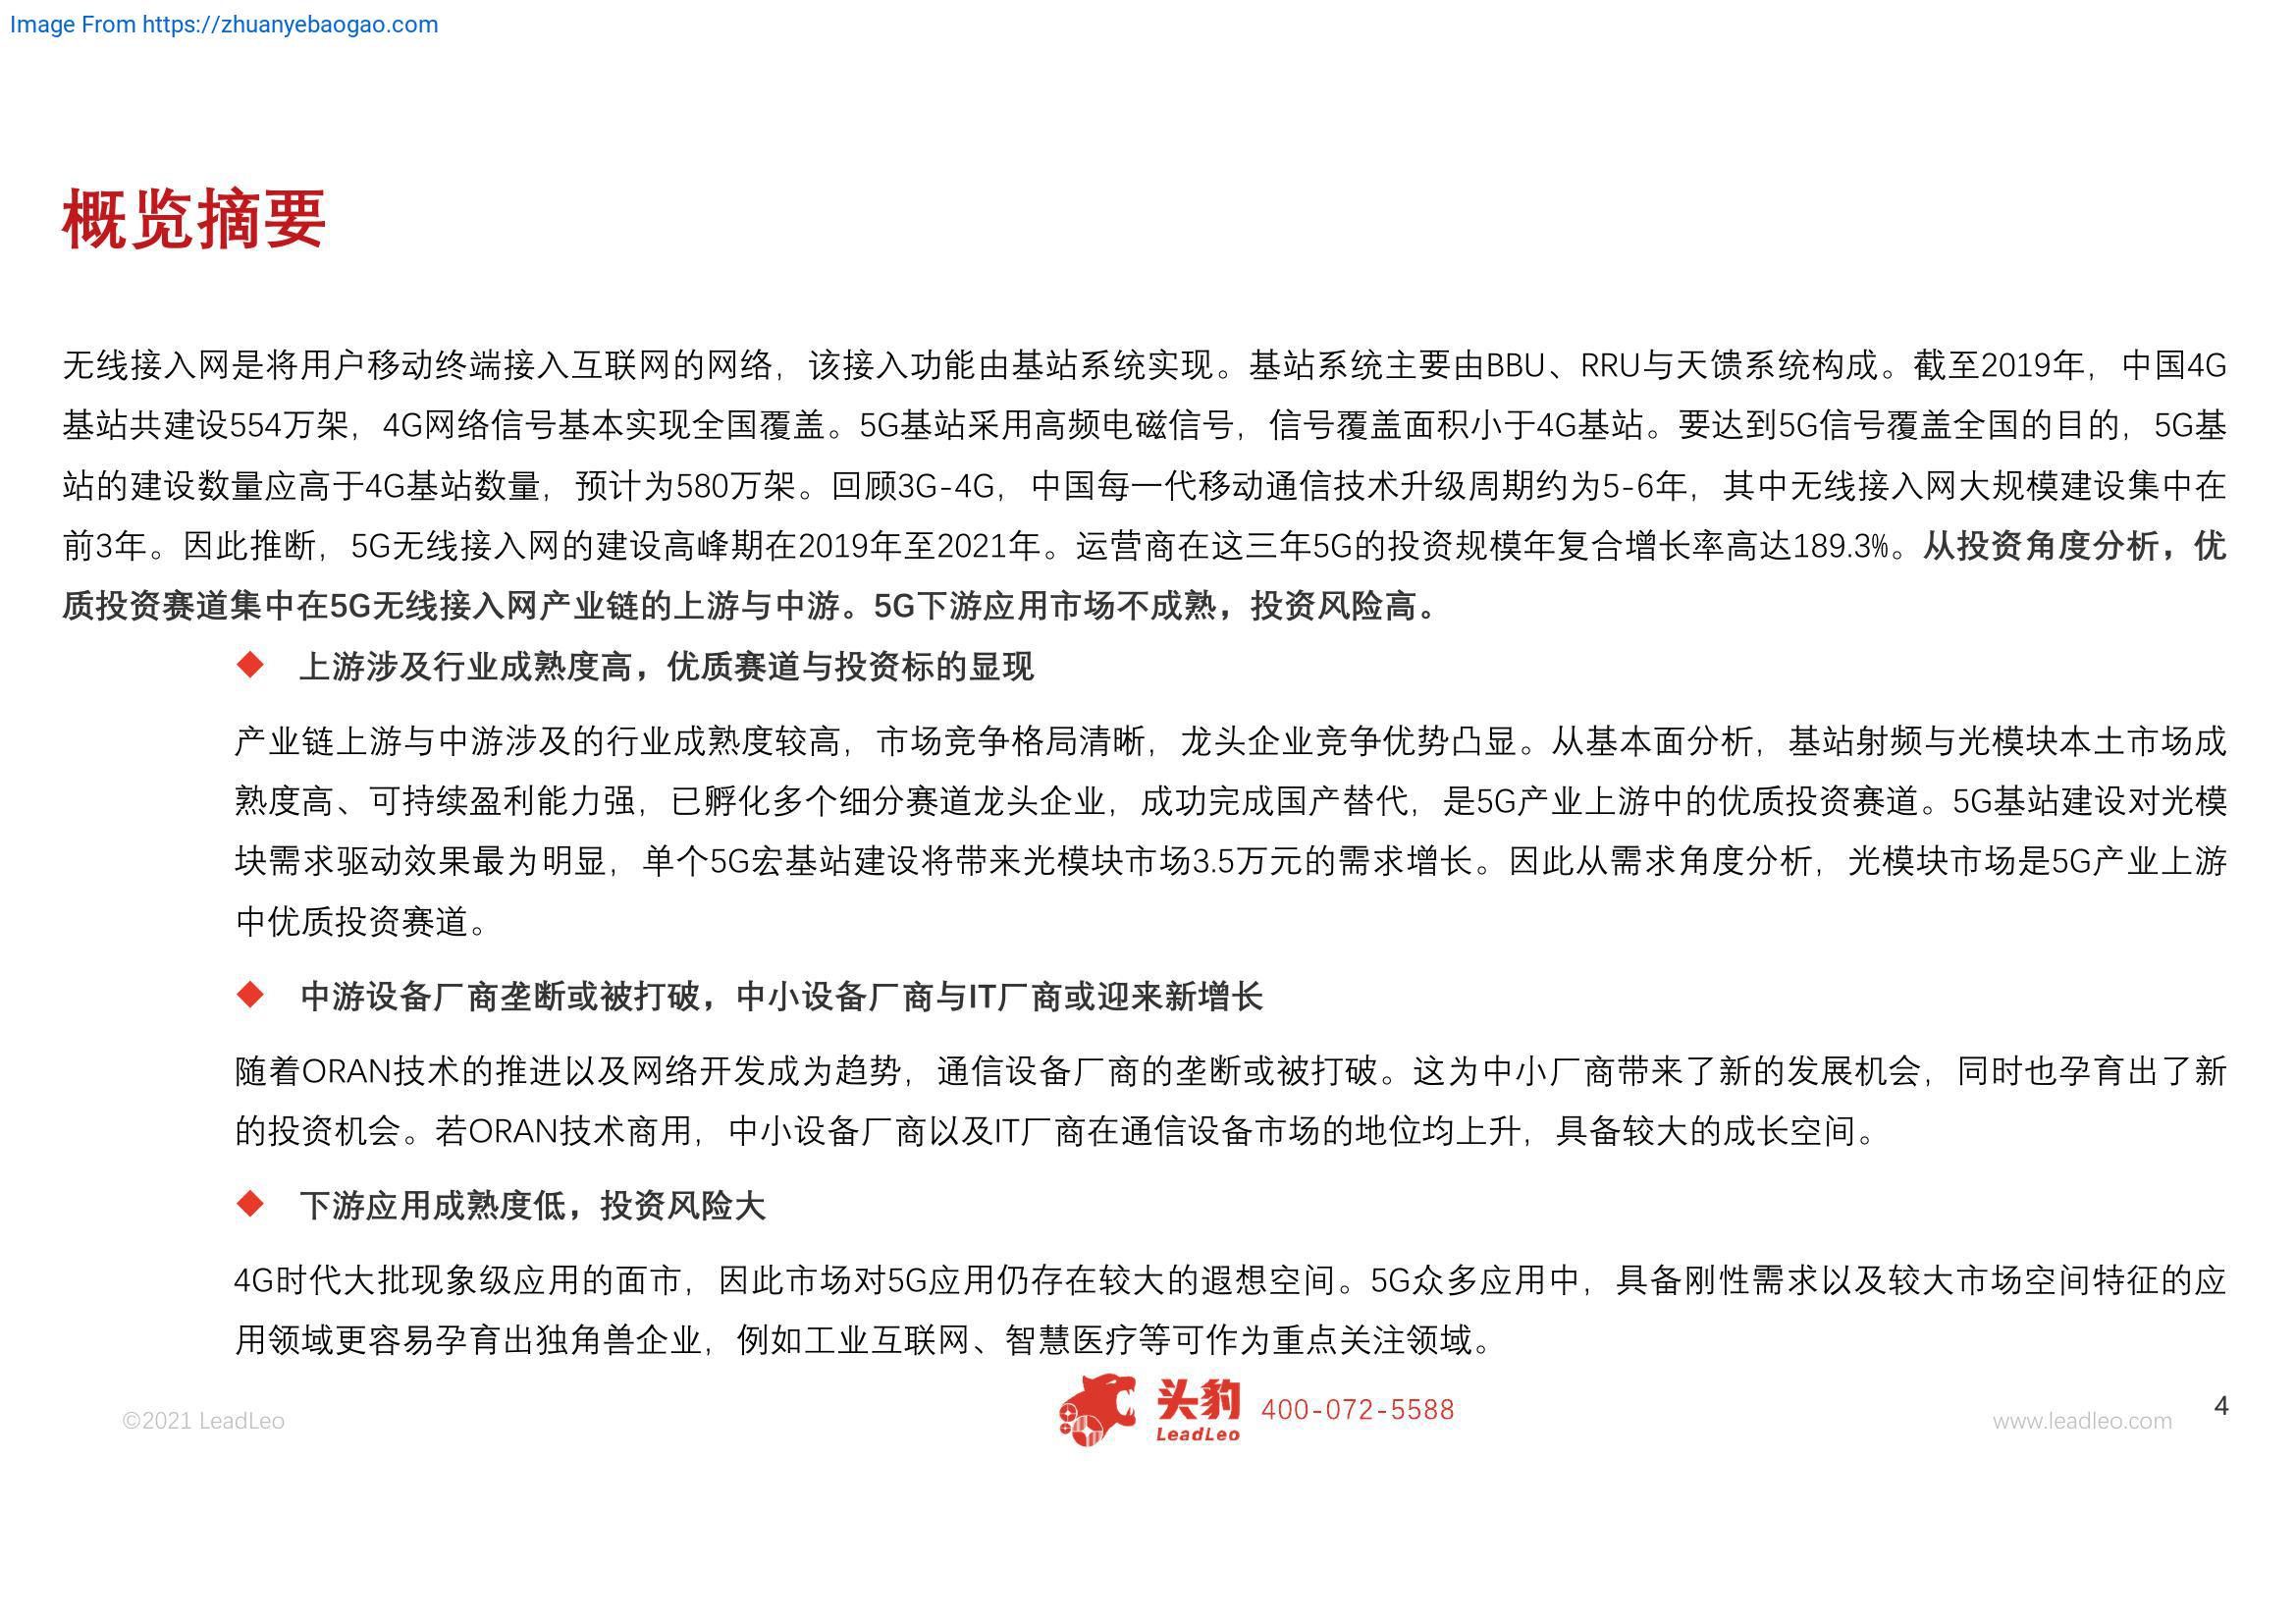 Image From https://zhuanyebaogao.com
概览摘要
无线接入网是将用户移动终端接入互联网的网络，该接入功能由基站系统实现。基站系统主要由BBU、RRU与天馈系统构成。截至2019年，中国4G
基站共建设554万架，4G网络信号基本实现全国覆盖。5G基站采用高频电磁信号，信号覆盖面积小于4G基站。要达到5G信号覆盖全国的目的，5G基
站的建设数量应高于4G基站数量，预计为580万架。回顾3G-4G，中国每一代移动通信技术升级周期约为5-6年，其中无线接入网大规模建设集中在
前3年。因此推断，5G无线接入网的建设高峰期在2019年至2021年。运营商在这三年5G的投资规模年复合增长率高达189.3%。从投资角度分析，优
质投资赛道集中在5G无线接入网产业链的上游与中游。5G下游应用市场不成熟，投资风险高。
◆ 上游涉及行业成熟度高，优质赛道与投资标的显现
产业链上游与中游涉及的行业成熟度较高，市场竞争格局清晰，龙头企业竞争优势凸显。从基本面分析，基站射频与光模块本土市场成
熟度高、可持续盈利能力强，已孵化多个细分赛道龙头企业，成功完成国产替代，是5G产业上游中的优质投资赛道。5G基站建设对光模
块需求驱动效果最为明显，单个5G宏基站建设将带来光模块市场3.5万元的需求增长。因此从需求角度分析，光模块市场是5G产业上游
中优质投资赛道。
◆ 中游设备厂商垄断或被打破，中小设备厂商与IT厂商或迎来新增长
随着ORAN技术的推进以及网络开发成为趋势，通信设备厂商的垄断或被打破。这为中小厂商带来了新的发展机会，同时也孕育出了新
的投资机会。若ORAN技术商用，中小设备厂商以及IT厂商在通信设备市场的地位均上升，具备较大的成长空间。
◆ 下游应用成熟度低，投资风险大
4G时代大批现象级应用的面市，因此市场对5G应用仍存在较大的遐想空间。5G众多应用中，具备刚性需求以及较大市场空间特征的应
用领域更容易孕育出独角兽企业，例如工业互联网、智慧医疗等可作为重点关注领域。
©2021 LeadLeo
头豹
LeadLeo
400-072-5588
www.leadleo.com
4